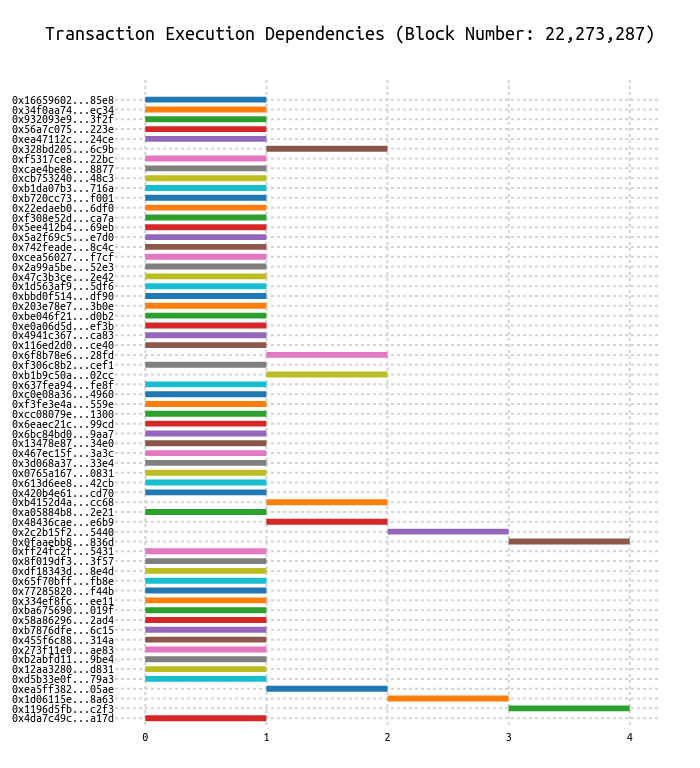 Transaction Execution Dependencies (Block Number: 22,273,287)
0x16659602...85e8
0x34f0aa74...ec34
0x932093e9...3f2f
0x56a7c075...223e
0xea47112c...24ce
0x328bd205...6c9b
0xf5317ce8...22bc
0xcae4be8e...8877
0xcb753240...48c3
0xb1da07b3...716a
0xb720cc73...f001
0x22edaeb0...6df0
0xf308e52d...ca7a
0x5ee412b4...69eb
0x5a2f69c5...e7d0
0x742feade...8c4c
0xcea56027...f7cf
0x2a99a5be...52e3
0x47c3b3ce...2e42
0x1d563af9...5df6
0xbbd0f514...df90
0x203e78e7...3b0e
0xbe046f21...d0b2
0xe0a06d5d...ef3b
0x4941c367...ca83
0x116ed2d0...ce40
0x6f8b78e6...28fd
0xf306c8b2...cef1
0xb1b9c50a...02cc
0x637fea94...fe8f
0xc0e08a36...4960
0xf3fe3e4a...559e
0xcc08079e...1300
0x6eaec21c...99cd
0x6bc84bd0...9aa7
0x13478e87...34e0
0x467ec15f...3a3c
0x3d068a37...33e4
0x0765a167...0831
0x613d6ee8...42cb
0x420b4e61...cd70
0xb4152d4a...cc68
0xa05884b8...2e21
0x48436cae...e6b9
0x2c2b15f2...5440
0x0faaebb8...836d
0xff24fc2f...5431
0x8f019df3...3f57
0xdf18343d...8e4d
0x65f70bff...fb8e
0x77285820...f44b
0x334ef8fc...ee11
0xba675690...019f
0x58a86296...2ad4
0xb7876dfe...6c15
0x455f6c88...314a
0x273f11e0...ae83
0xb2abfd11...9be4
0x12aa3280...d831
0xd5b33e0f...79a3
0xea5ff382...05ae
0x1d06115e...8a63
0x1196d5fb...c2f3
0x4da7c49c...a17d
0 1 2 3 4